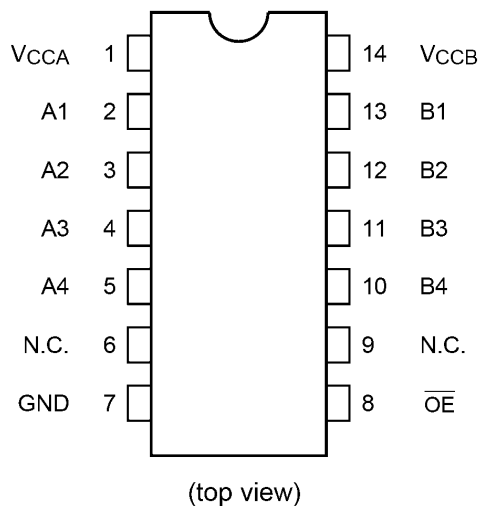 VCCA 1 14 VCCB
A1 2 13 B1
A2 3 12 B2
A3 4 11 B3
A4 5 10 B4
N.C. 6 9 N.C.
GND 7 8 O̅E̅
(top view)